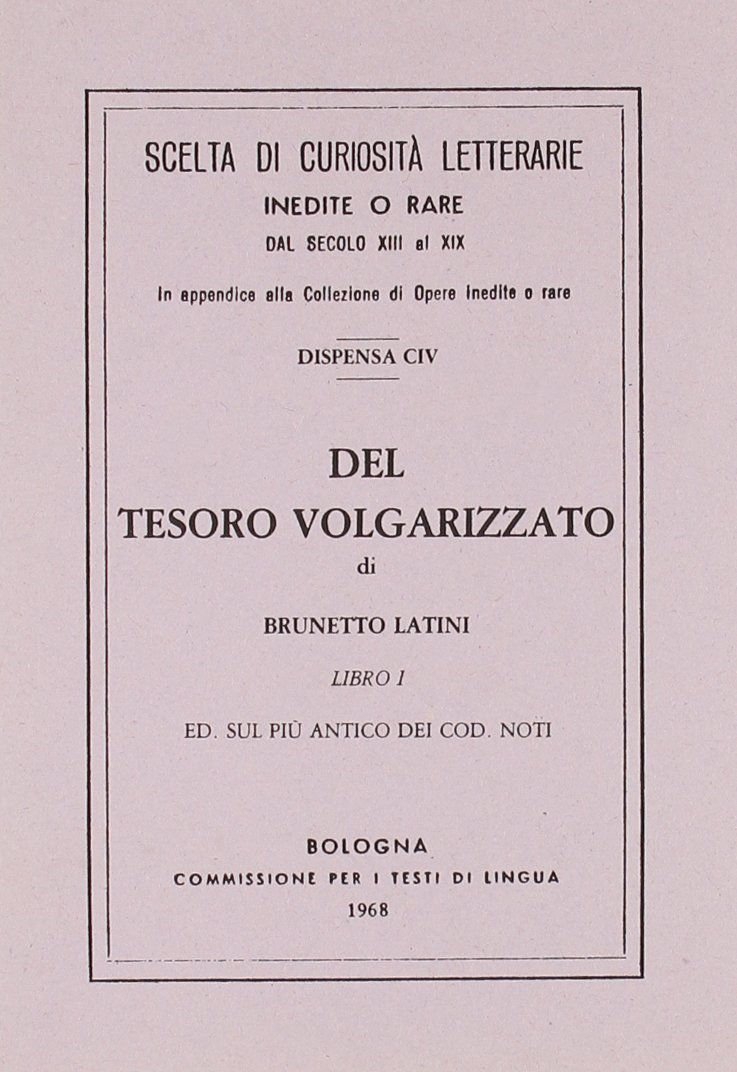 SCELTA DI CURIOSITÀ LETTERARIE
INEDITE O RARE
DAL SECOLO XIII al XIX
In appendice alla Collezione di Opere inedite o rare
DISPENSA CIV
DEL
TESORO VOLGARIZZATO
di
BRUNETTO LATINI
LIBRO I
ED. SUL PIÙ ANTICO DEI COD. NOTI
BOLOGNA
COMMISSIONE PER I TESTI DI LINGUA
1968